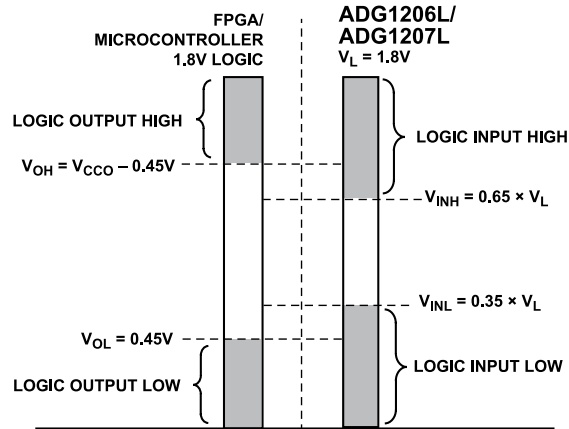 FPGA/
MICROCONTROLLER
1.8V LOGIC
ADG1206L/
ADG1207L
V_L = 1.8V
LOGIC OUTPUT HIGH
LOGIC INPUT HIGH
V_OH = V_CCO – 0.45V
V_INH = 0.65 × V_L
V_INL = 0.35 × V_L
V_OL = 0.45V
LOGIC INPUT LOW
LOGIC OUTPUT LOW